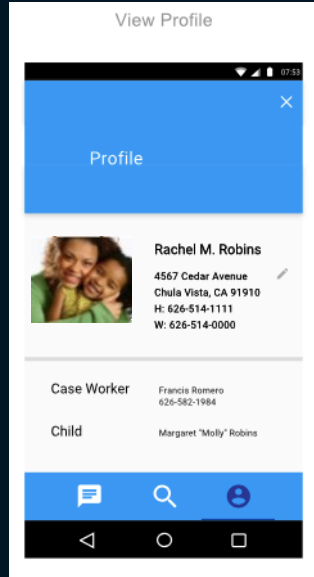 View Profile
07:53
Profile
Rachel M. Robins
4567 Cedar Avenue
Chula Vista, CA 91910
H: 626-514-1111
W: 626-514-0000
Case Worker
Francis Romero
626-582-1984
Child
Margaret "Molly" Robins